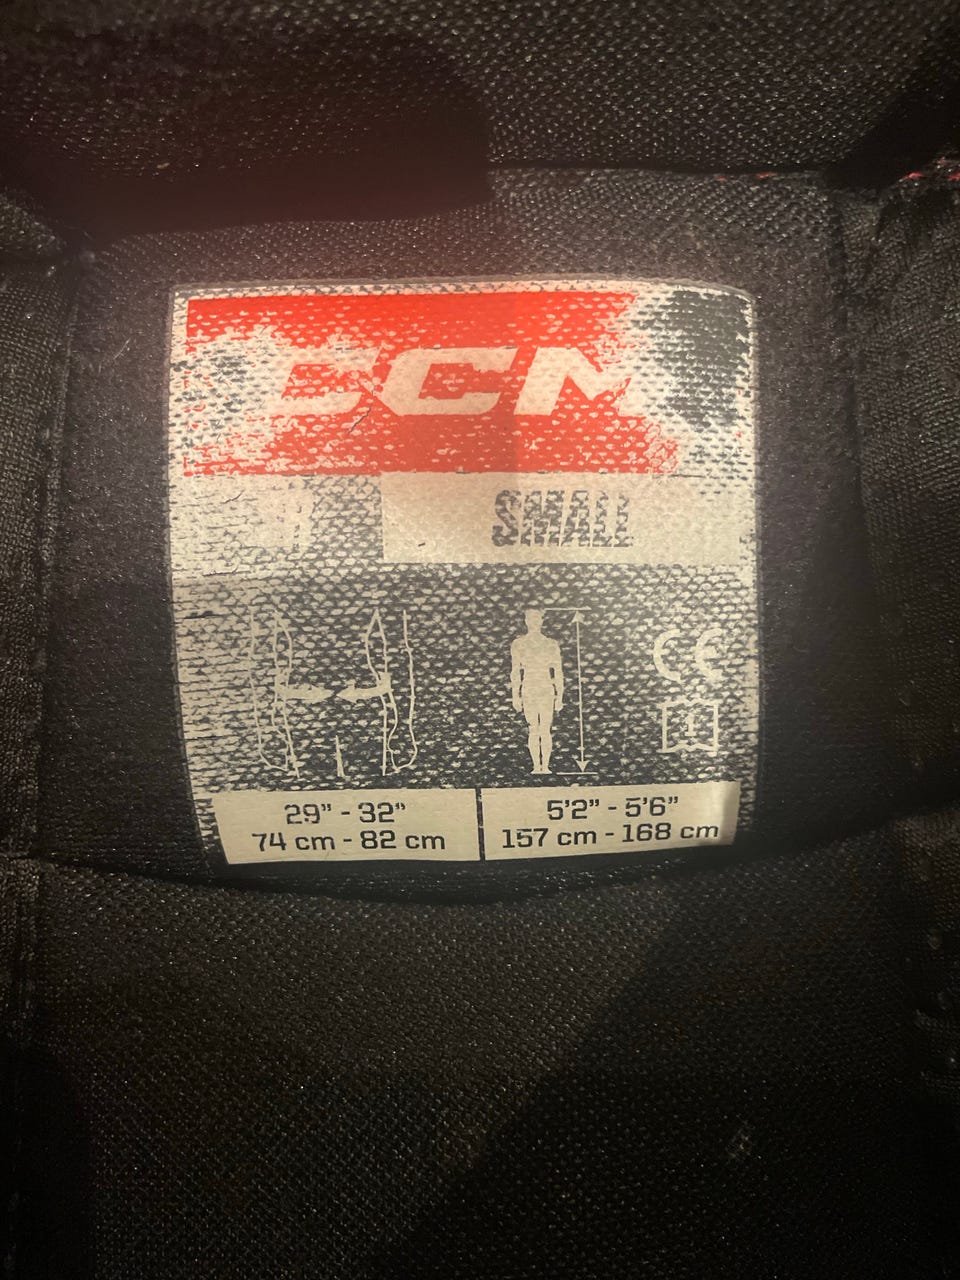 CCM
SMALL
CE
29" - 32"
74 cm - 82 cm
5'2" - 5'6"
157 cm - 168 cm